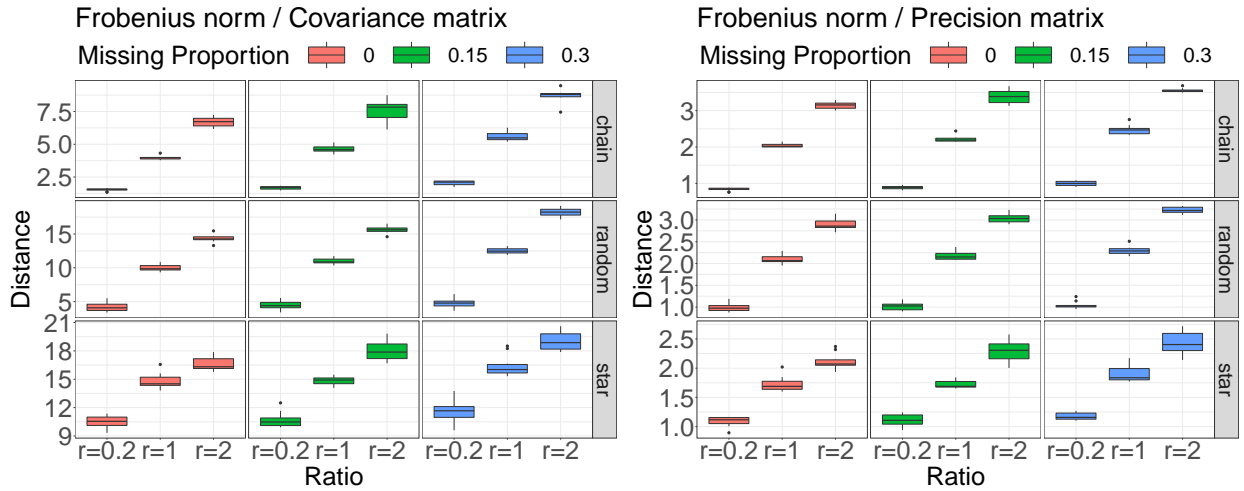 Frobenius norm / Covariance matrix
Missing Proportion 0 0.15 0.3
Distance
7.5
5.0
2.5
chain
15
10
5
random
21
18
15
12
9
star
r=0.2 r=1 r=2 r=0.2 r=1 r=2 r=0.2 r=1 r=2
Ratio
Frobenius norm / Precision matrix
Missing Proportion 0 0.15 0.3
Distance
3
2
1
chain
3.0
2.5
2.0
1.5
1.0
random
2.5
2.0
1.5
1.0
star
r=0.2 r=1 r=2 r=0.2 r=1 r=2 r=0.2 r=1 r=2
Ratio